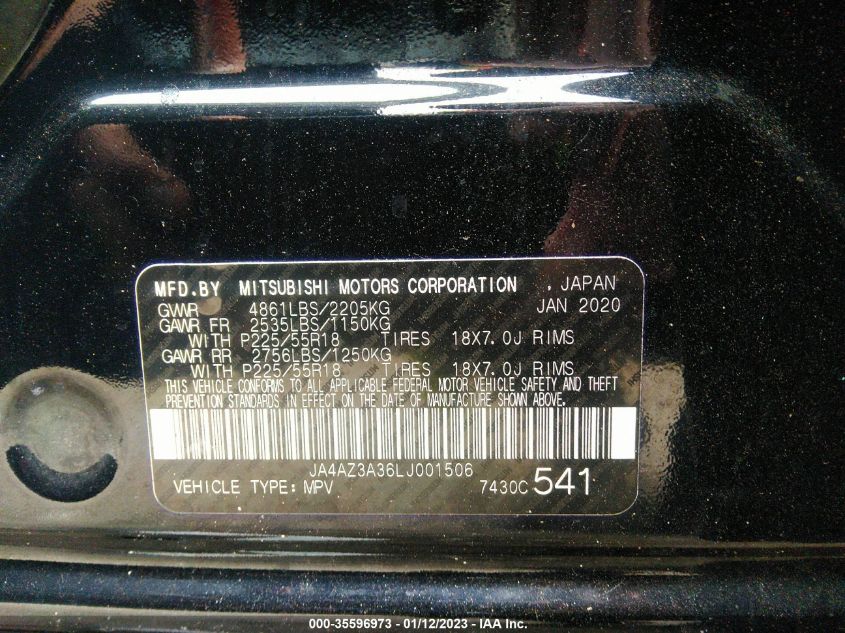 MFD.BY MITSUBISHI MOTORS CORPORATION , JAPAN
GVWR 4861LBS/2205KG JAN 2020
GAWR FR 2535LBS/1150KG
WITH P225/55R18 TIRES 18X7.0J RIMS
GAWR RR 2756LBS/1250KG
WITH P225/55R18 TIRES 18X7.0J RIMS
THIS VEHICLE CONFORMS TO ALL APPLICABLE FEDERAL MOTOR VEHICLE SAFETY AND THEFT
PREVENTION STANDARDS IN EFFECT ON THE DATE OF MANUFACTURE SHOWN ABOVE.
JA4AZ3A36LJ001506
VEHICLE TYPE: MPV 7430C 541
000-35596973 - 01/12/2023 - IAA Inc.